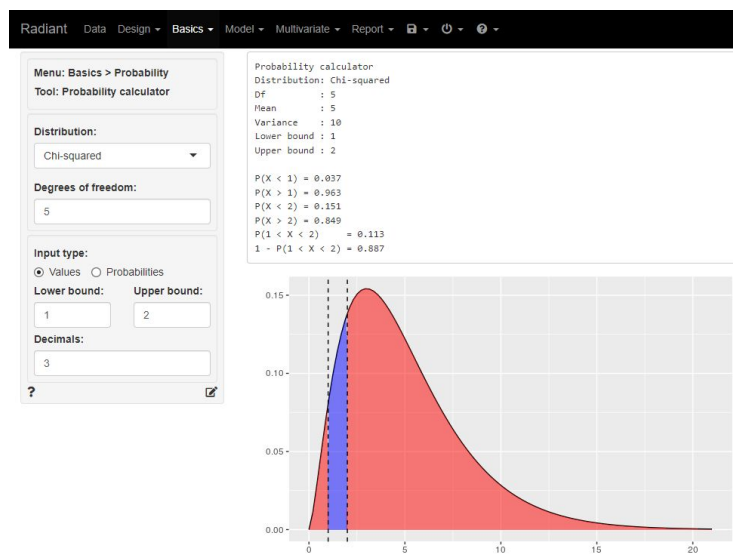 Radiant Data Design Basics Model Multivariate Report
Menu: Basics > Probability
Tool: Probability calculator
Distribution:
Chi-squared
Degrees of freedom:
5
Input type:
Values Probabilities
Lower bound: Upper bound:
1 2
Decimals:
3
?
Probability calculator
Distribution: Chi-squared
Df : 5
Mean : 5
Variance : 10
Lower bound : 1
Upper bound : 2
P(X < 1) = 0.037
P(X > 1) = 0.963
P(X < 2) = 0.151
P(X > 2) = 0.849
P(1 < X < 2) = 0.113
1 - P(1 < X < 2) = 0.887
0.15
0.10
0.05
0.00
0 5 10 15 20